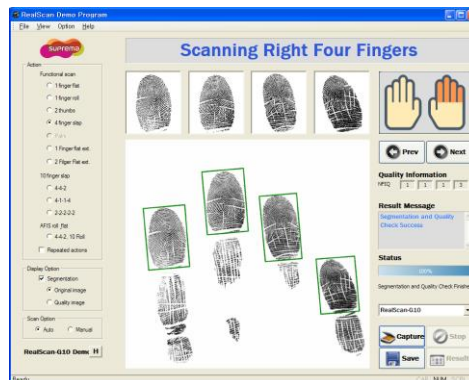 RealScan Demo Program
File View Option Help
suprema
Scanning Right Four Fingers
Action
Functional scan
1 finger flat
1 finger roll
2 thumbs
4 finger slap
1 Finger Flat ext.
2 Finger Flat ext.
10 finger slap
4-4-2
4-1-1-4
2-2-2-2-2
4-4-2, 10 Roll
Repeated actions
Display Option
Segmentation
Original image
Quality image
Scan Option
Auto Manual
RealScan-G10 Demo H
Prev Next
Quality Information
NFIQ 1 1 1 3
Result Message
Segmentation and Quality
Check Success
Status
Segmentation and Quality Check Finishe
RealScan-G10
Capture Stop
Save Result
Ready
CAP NUM